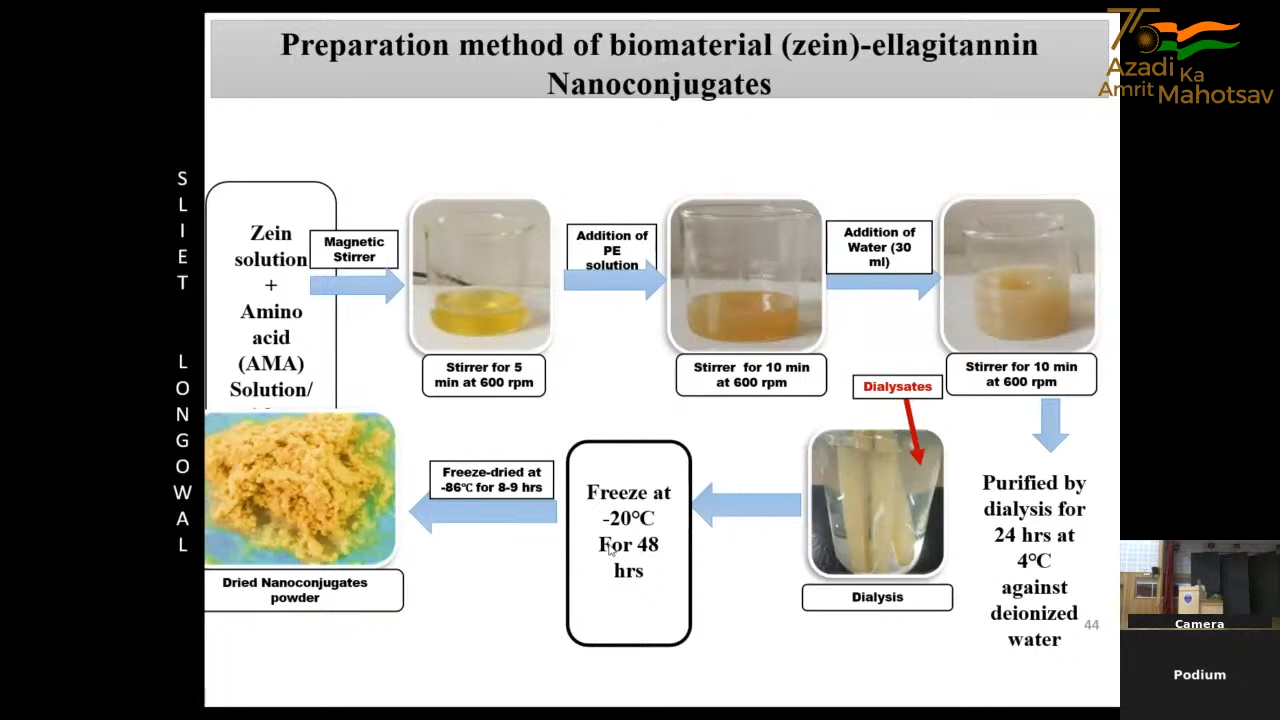 Preparation method of biomaterial (zein)-ellagitannin
Nanoconjugates
75
Azadi
Ka
Amrit
Mahotsav
SLIET LONGOWAL
Zein
solution
+
Amino
acid
(AMA)
Solution/
Magnetic
Stirrer
Stirrer for 5
min at 600 rpm
Addition of
PE
solution
Stirrer for 10 min
at 600 rpm
Addition of
Water (30
ml)
Stirrer for 10 min
at 600 rpm
Purified by
dialysis for
24 hrs at
4°C
against
deionized
water
Dialysates
Dialysis
Freeze at
-20°C
For 48
hrs
Freeze-dried at
-86°C for 8-9 hrs
Dried Nanoconjugates
powder
44
Camera
Podium